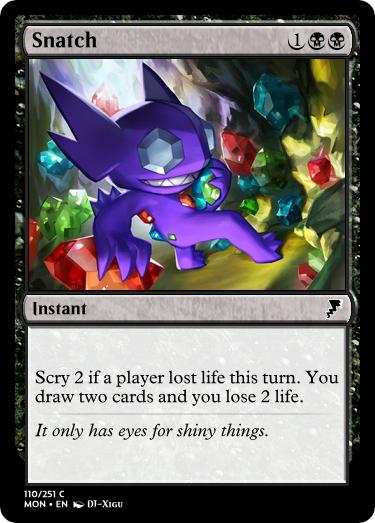 Snatch 1
Instant
Scry 2 if a player lost life this turn. You
draw two cards and you lose 2 life.
It only has eyes for shiny things.
110/251 C
MON • EN DJ-Xigu